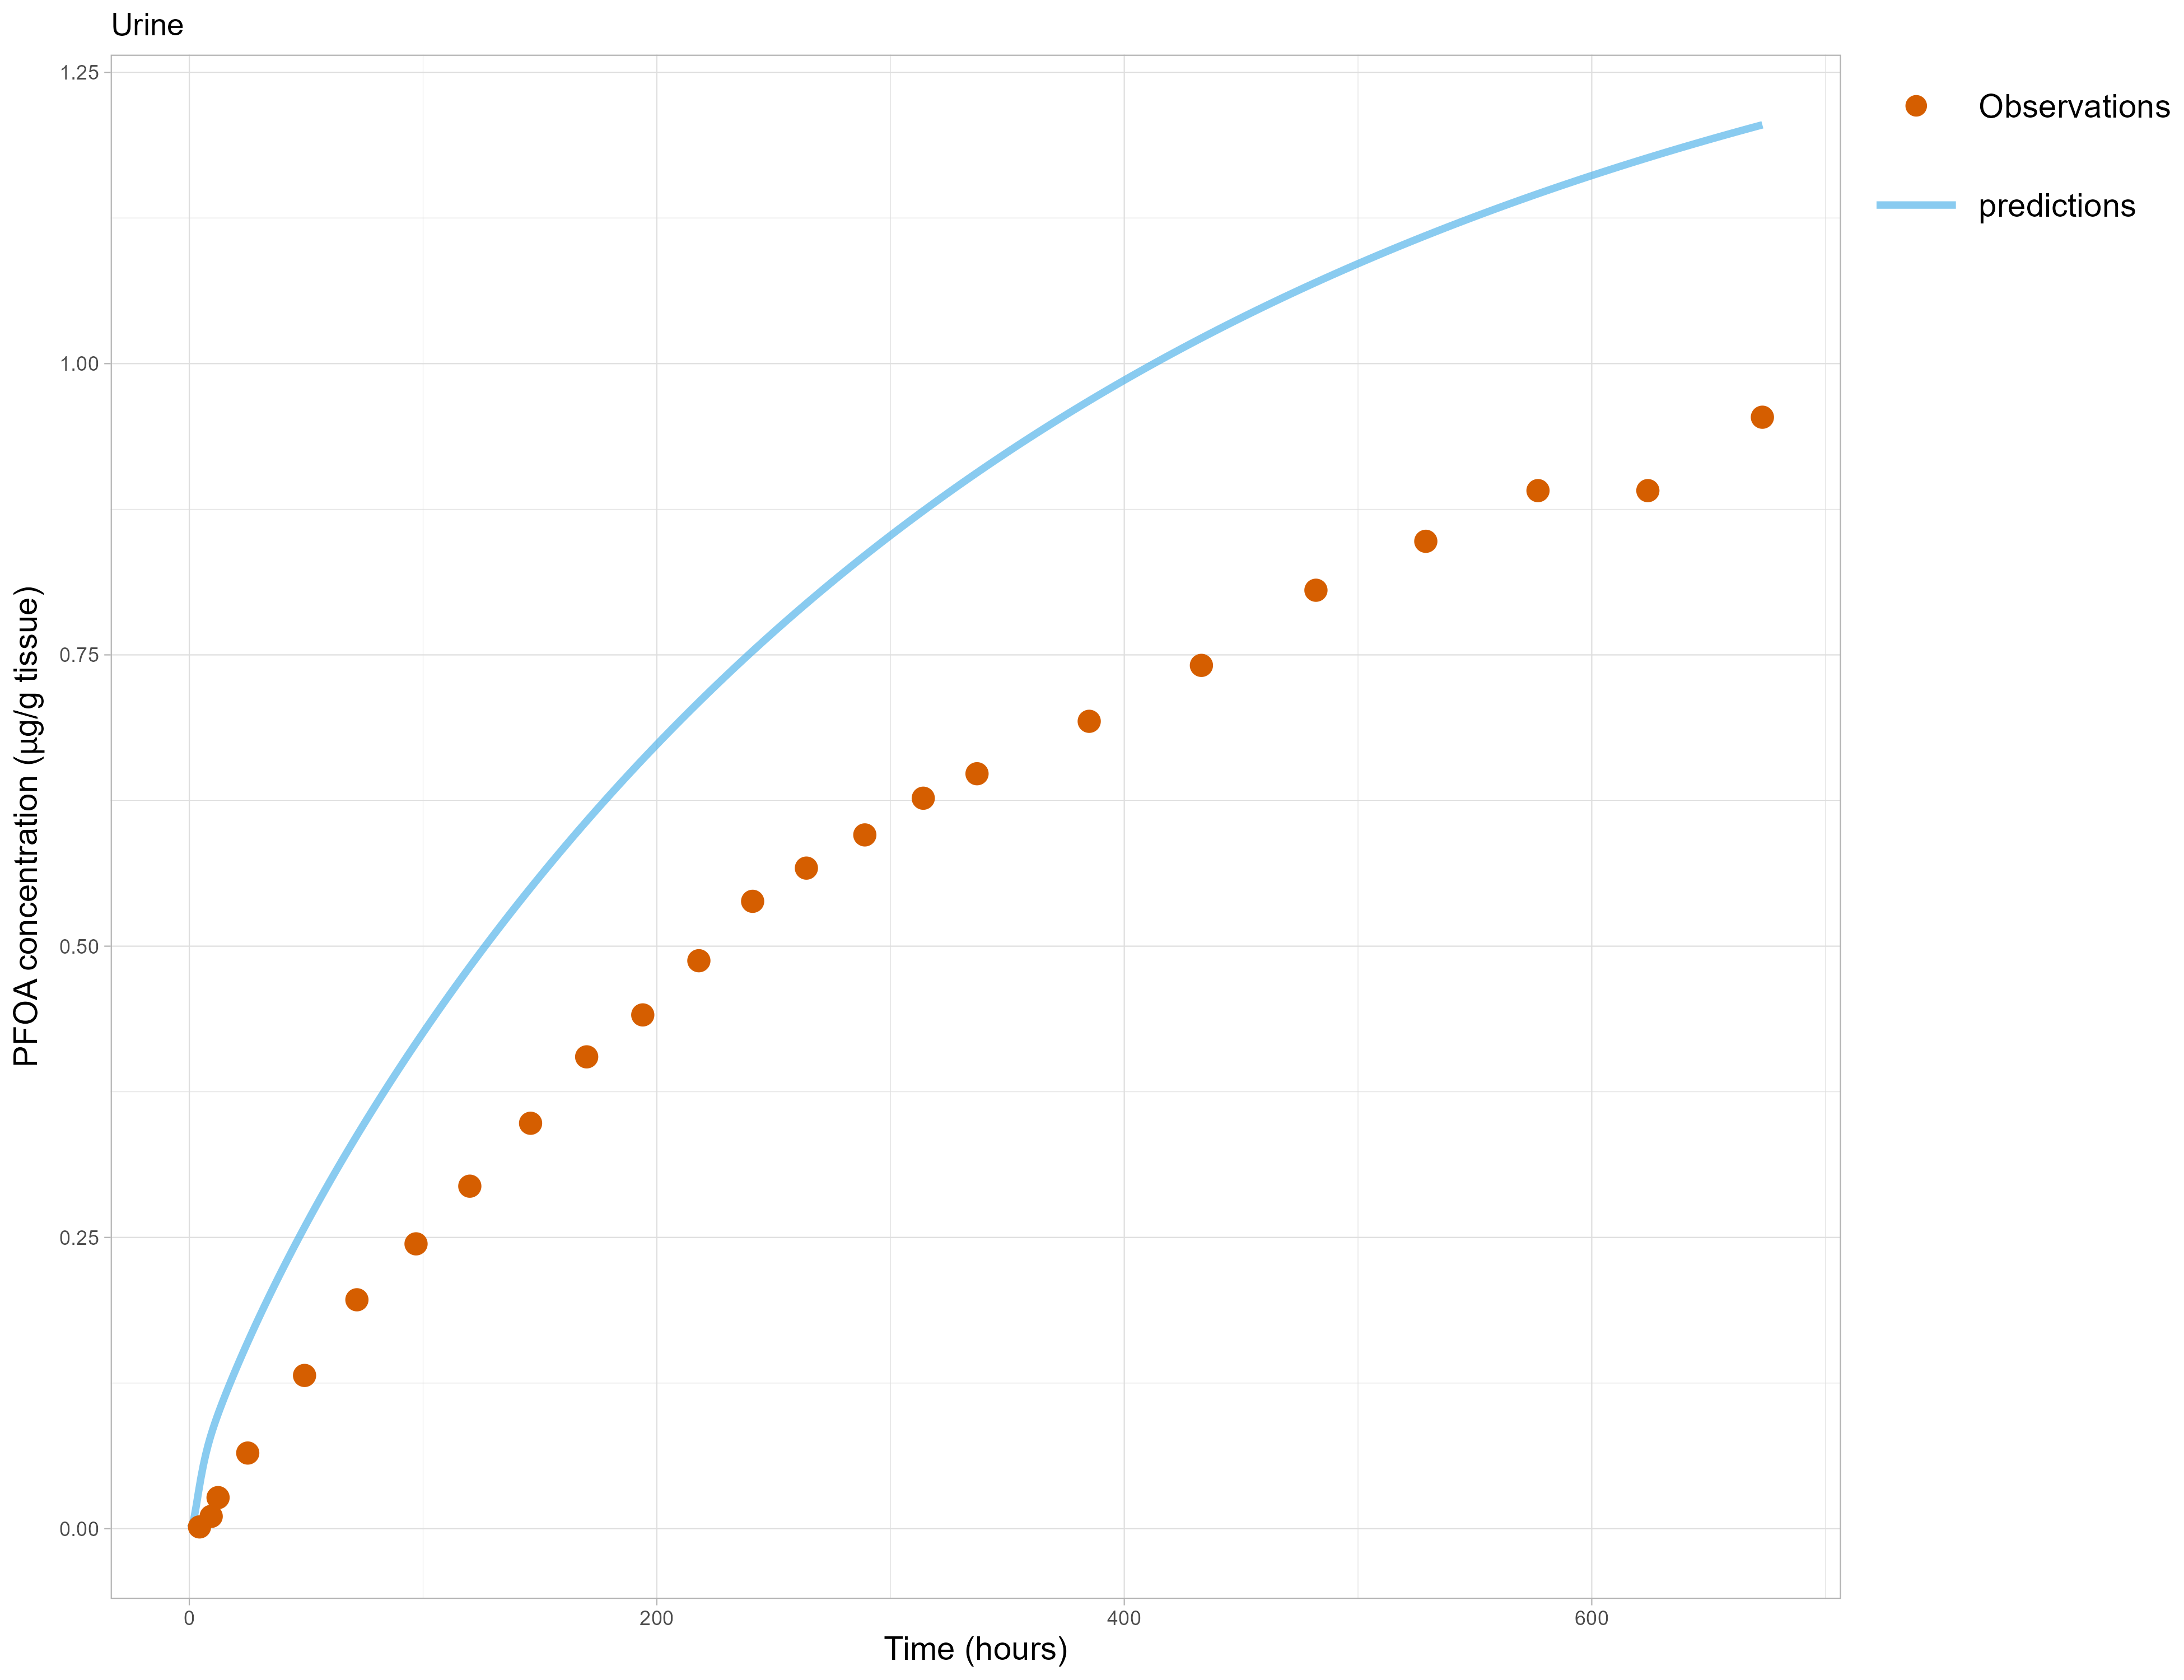 Urine
1.25
1.00
0.75
0.50
0.25
0.00
PFOA concentration (µg/g tissue)
0
200
400
600
Time (hours)
Observations
predictions